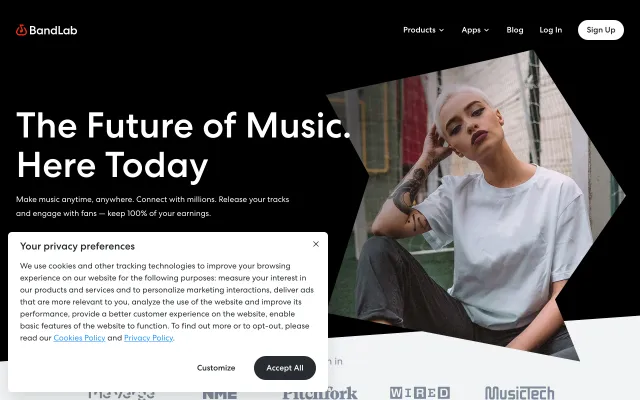 BandLab
Products Apps Blog Log In Sign Up
The Future of Music.
Here Today
Make music anytime, anywhere. Connect with millions. Release your tracks
and engage with fans — keep 100% of your earnings.
Your privacy preferences
We use cookies and other tracking technologies to improve your browsing
experience on our website for the following purposes: measure your interest in
our products and services and to personalize marketing interactions, deliver ads
that are more relevant to you, analyze the use of the website and improve its
performance, provide a better customer experience on the website, enable
basic features of the website to function. To find out more or to opt-out, please
read our Cookies Policy and Privacy Policy.
Customize Accept All
in
NME Pitchfork WIRED MusicTech